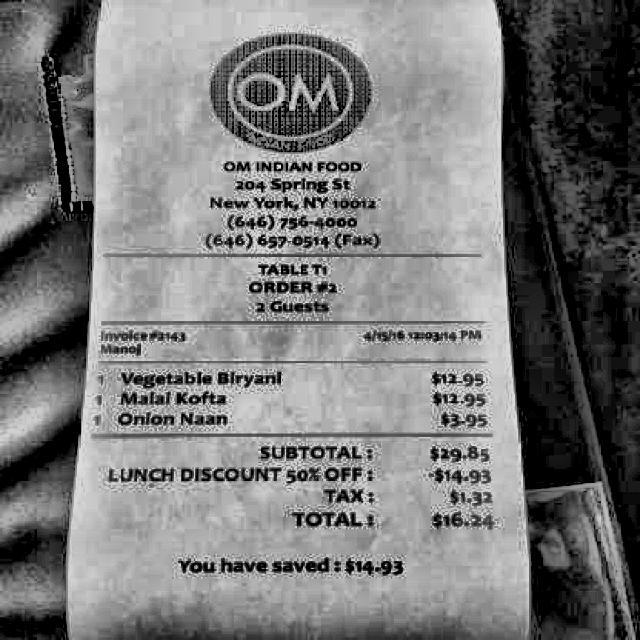 OM
OM INDIAN FOOD
204 Spring St
New York, NY 10012
(646) 756-4000
(646) 657-0514 (Fax)
TABLE T1
ORDER #2
2 Guests
Invoice#2143 4/15/16 12:03:14 PM
Manoj
1 Vegetable Biryani $12.95
1 Malai Kofta $12.95
1 Onion Naan $3.95
SUBTOTAL : $29.85
LUNCH DISCOUNT 50% OFF : -$14.93
TAX : $1.32
TOTAL : $16.24
You have saved : $14.93